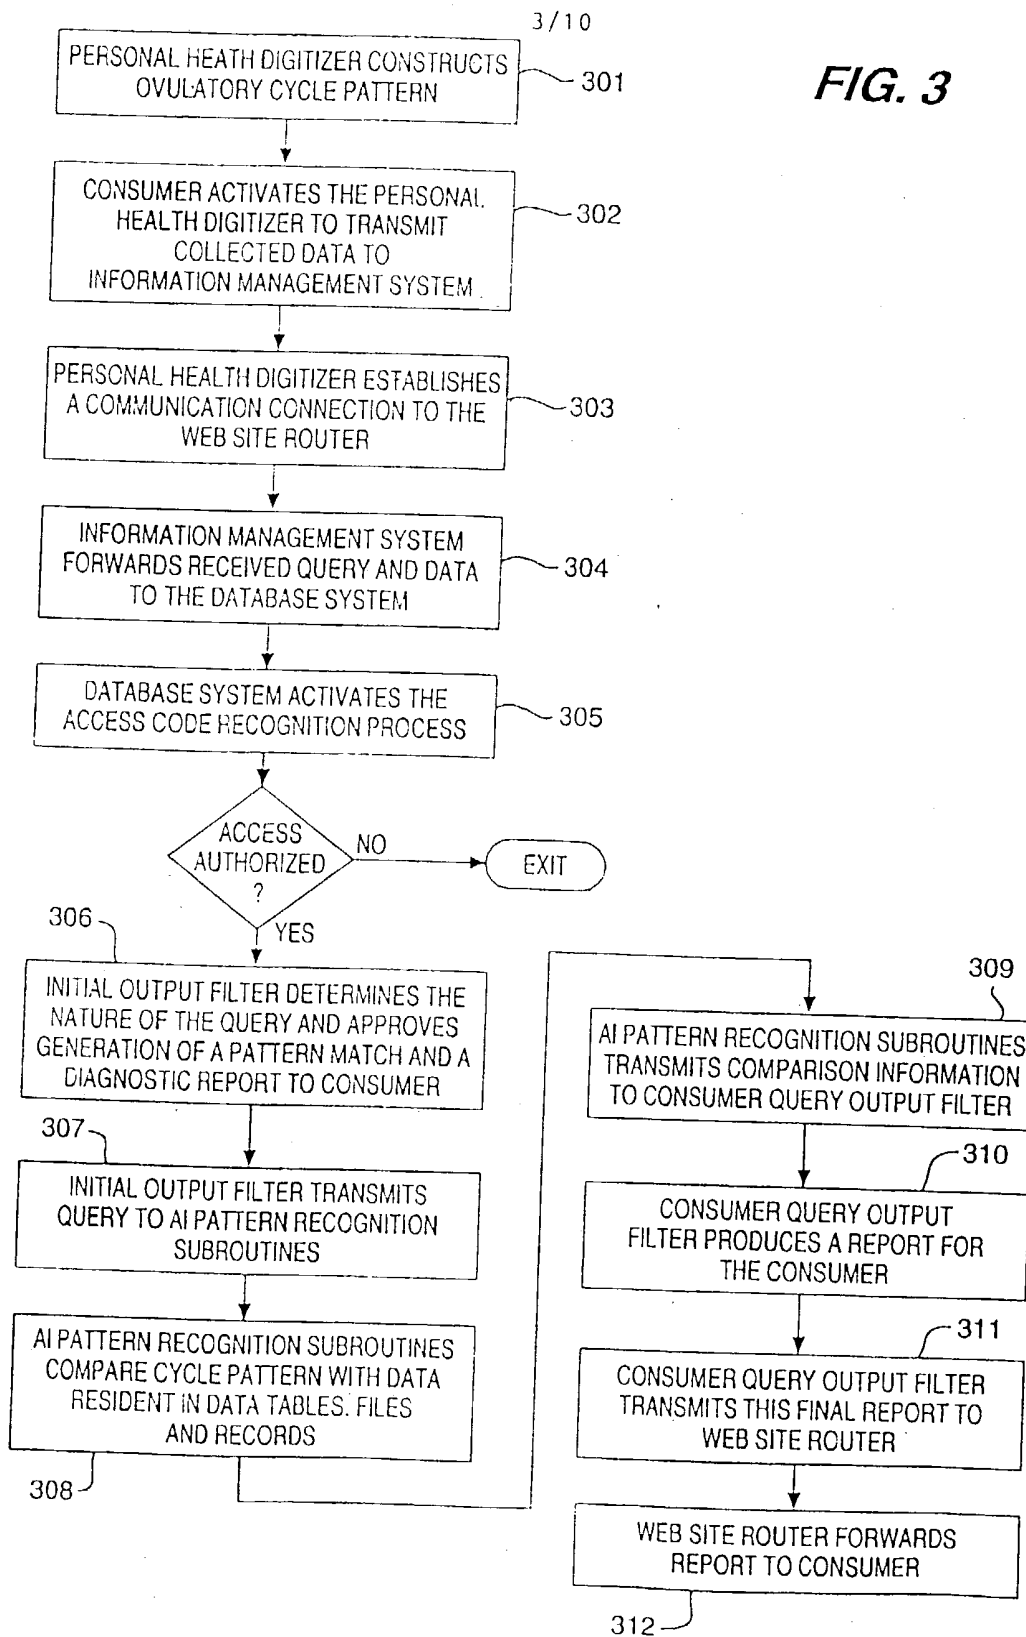 3/10
FIG. 3
PERSONAL HEATH DIGITIZER CONSTRUCTS
OVULATORY CYCLE PATTERN
301
CONSUMER ACTIVATES THE PERSONAL
HEALTH DIGITIZER TO TRANSMIT
COLLECTED DATA TO
INFORMATION MANAGEMENT SYSTEM
302
PERSONAL HEALTH DIGITIZER ESTABLISHES
A COMMUNICATION CONNECTION TO THE
WEB SITE ROUTER
303
INFORMATION MANAGEMENT SYSTEM
FORWARDS RECEIVED QUERY AND DATA
TO THE DATABASE SYSTEM
304
DATABASE SYSTEM ACTIVATES THE
ACCESS CODE RECOGNITION PROCESS
305
ACCESS
AUTHORIZED
?
NO
EXIT
YES
306
INITIAL OUTPUT FILTER DETERMINES THE
NATURE OF THE QUERY AND APPROVES
GENERATION OF A PATTERN MATCH AND A
DIAGNOSTIC REPORT TO CONSUMER
307
INITIAL OUTPUT FILTER TRANSMITS
QUERY TO AI PATTERN RECOGNITION
SUBROUTINES
AI PATTERN RECOGNITION SUBROUTINES
COMPARE CYCLE PATTERN WITH DATA
RESIDENT IN DATA TABLES. FILES
AND RECORDS
308
309
AI PATTERN RECOGNITION SUBROUTINES
TRANSMITS COMPARISON INFORMATION
TO CONSUMER QUERY OUTPUT FILTER
310
CONSUMER QUERY OUTPUT
FILTER PRODUCES A REPORT FOR
THE CONSUMER
311
CONSUMER QUERY OUTPUT FILTER
TRANSMITS THIS FINAL REPORT TO
WEB SITE ROUTER
WEB SITE ROUTER FORWARDS
REPORT TO CONSUMER
312